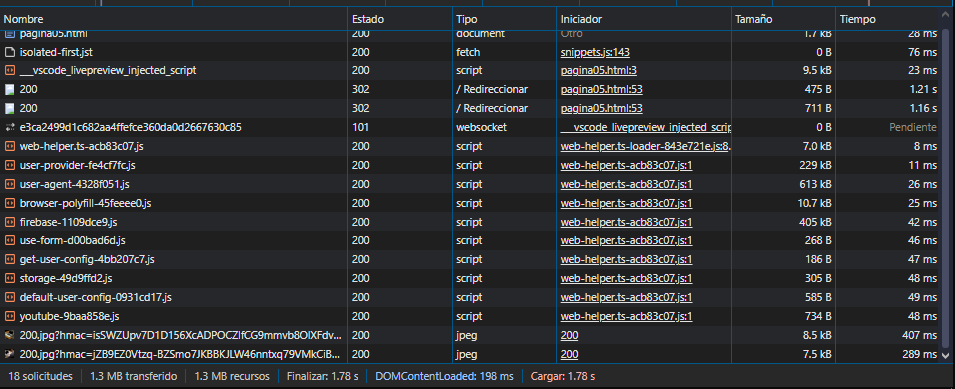 Nombre Estado Tipo Iniciador Tamaño Tiempo
pagina05.html 200 document Otro 1.7 kB 28 ms
isolated-first.jst 200 fetch snippets.js:143 0 B 76 ms
___vscode_livepreview_injected_script 200 script pagina05.html:3 9.5 kB 23 ms
200 302 / Redireccionar pagina05.html:53 475 B 1.21 s
200 302 / Redireccionar pagina05.html:53 711 B 1.16 s
e3ca2499d1c682aa4ffefce360da0d2667630c85 101 websocket ___vscode_livepreview_injected_scrip 0 B Pendiente
web-helper.ts-acb83c07.js 200 script web-helper.ts-loader-843e721e.js:8. 7.0 kB 8 ms
user-provider-fe4cf7fc.js 200 script web-helper.ts-acb83c07.js:1 229 kB 11 ms
user-agent-4328f051.js 200 script web-helper.ts-acb83c07.js:1 613 kB 26 ms
browser-polyfill-45feeee0.js 200 script web-helper.ts-acb83c07.js:1 10.7 kB 25 ms
firebase-1109dce9.js 200 script web-helper.ts-acb83c07.js:1 405 kB 42 ms
use-form-d00bad6d.js 200 script web-helper.ts-acb83c07.js:1 268 B 46 ms
get-user-config-4bb207c7.js 200 script web-helper.ts-acb83c07.js:1 186 B 47 ms
storage-49d9ffd2.js 200 script web-helper.ts-acb83c07.js:1 305 B 48 ms
default-user-config-0931cd17.js 200 script web-helper.ts-acb83c07.js:1 585 B 49 ms
youtube-9baa858e.js 200 script web-helper.ts-acb83c07.js:1 734 B 48 ms
200.jpg?hmac=isSWZUpv7D1D156XcADPOCZlfCG9mmvb8OIXFdv... 200 jpeg 200 8.5 kB 407 ms
200.jpg?hmac=jZB9EZ0Vtzq-BZSmo7JKBBKJLW46nntxq79VMkCiB... 200 jpeg 200 7.5 kB 289 ms
18 solicitudes 1.3 MB transferido 1.3 MB recursos Finalizar: 1.78 s DOMContentLoaded: 198 ms Cargar: 1.78 s